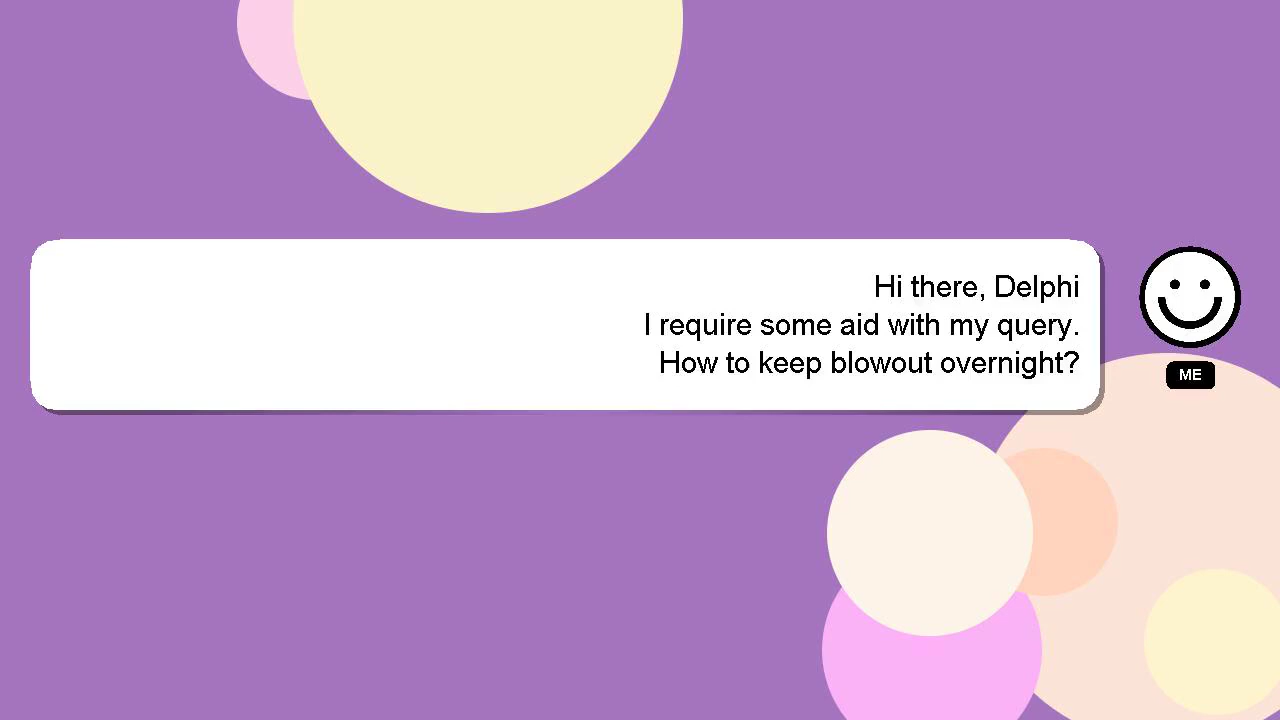 Hi there, Delphi
I require some aid with my query.
How to keep blowout overnight?
ME